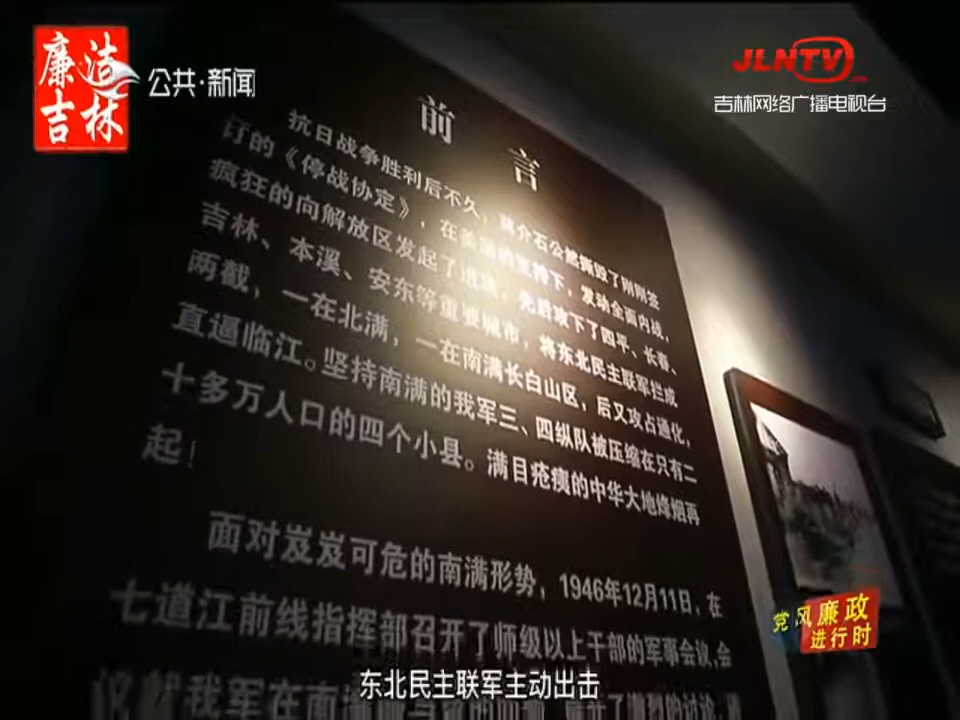 廉洁
吉林
公共·新闻
JLNTV
吉林网络广播电视台
前言
抗日战争胜利后不久，蒋介石公然撕毁了刚刚签
订的《停战协定》，在美国的支持下，发动全面内战，
疯狂的向解放区发起了进攻，先后攻下了四平、长春、
吉林、本溪、安东等重要城市，将东北民主联军拦成
两截，一在北满，一在南满长白山区，后又攻占通化，
直逼临江。坚持南满的我军三、四纵队被压缩在只有二
十多万人口的四个小县。满目疮痍的中华大地烽烟再
起！
面对岌岌可危的南满形势，1946年12月11日，在
七道江前线指挥部召开了师级以上干部的军事会议，会
我军在南满
党风廉政
进行时
东北民主联军主动出击